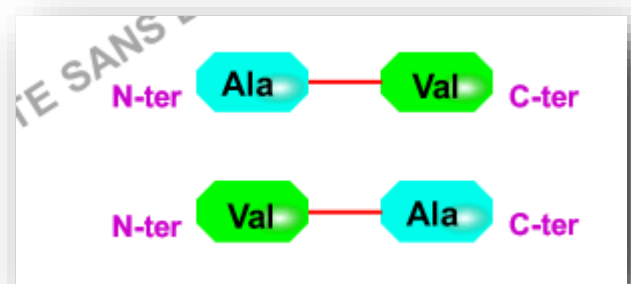 TE SANS
N-ter Ala Val C-ter
N-ter Val Ala C-ter